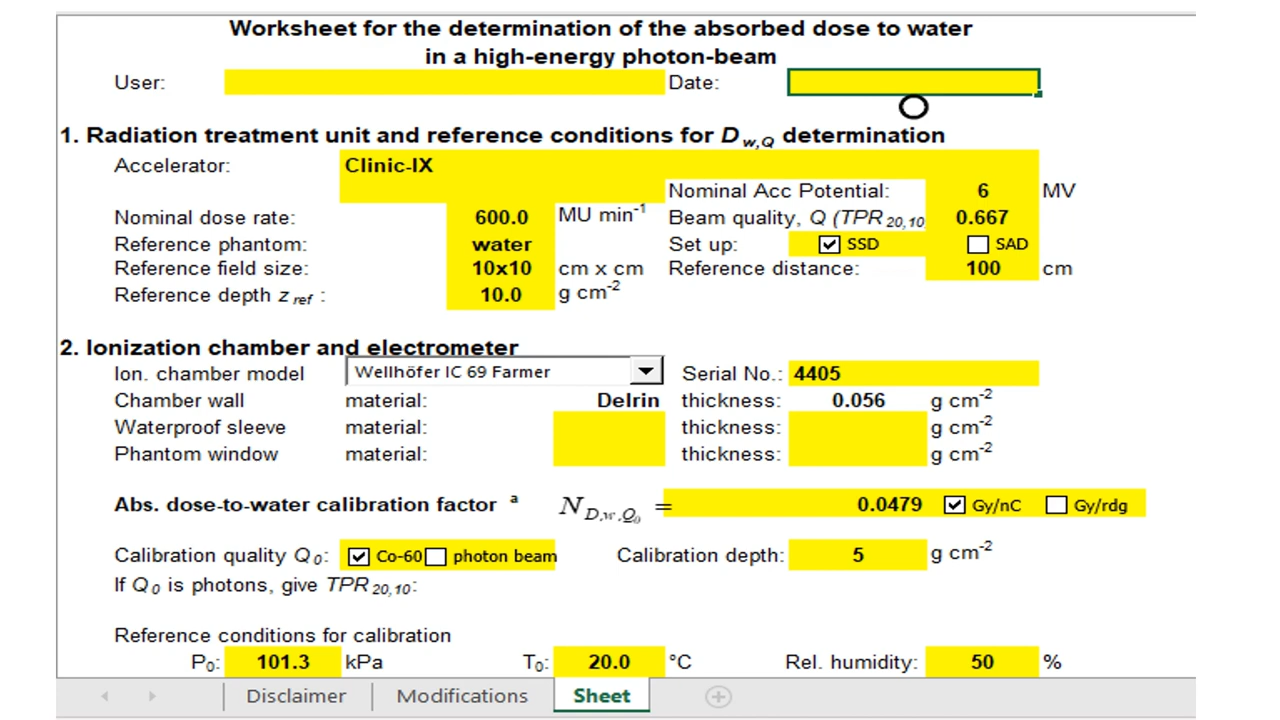 Worksheet for the determination of the absorbed dose to water
in a high-energy photon-beam
User: Date:
1. Radiation treatment unit and reference conditions for D w,Q determination
Accelerator: Clinic-IX
Nominal Acc Potential: 6 MV
Nominal dose rate: 600.0 MU min-1 Beam quality, Q (TPR 20,10 0.667
Reference phantom: water Set up: SSD SAD
Reference field size: 10x10 cm x cm Reference distance: 100 cm
Reference depth z ref : 10.0 g cm-2
2. Ionization chamber and electrometer
Ion. chamber model Wellhöfer IC 69 Farmer Serial No.: 4405
Chamber wall material: Delrin thickness: 0.056 g cm-2
Waterproof sleeve material: thickness: g cm-2
Phantom window material: thickness: g cm-2
Abs. dose-to-water calibration factor a N D,w,Q0 = 0.0479 Gy/nC Gy/rdg
Calibration quality Q0: Co-60 photon beam Calibration depth: 5 g cm-2
If Q0 is photons, give TPR 20,10:
Reference conditions for calibration
P0: 101.3 kPa T0: 20.0 °C Rel. humidity: 50 %
Disclaimer Modifications Sheet